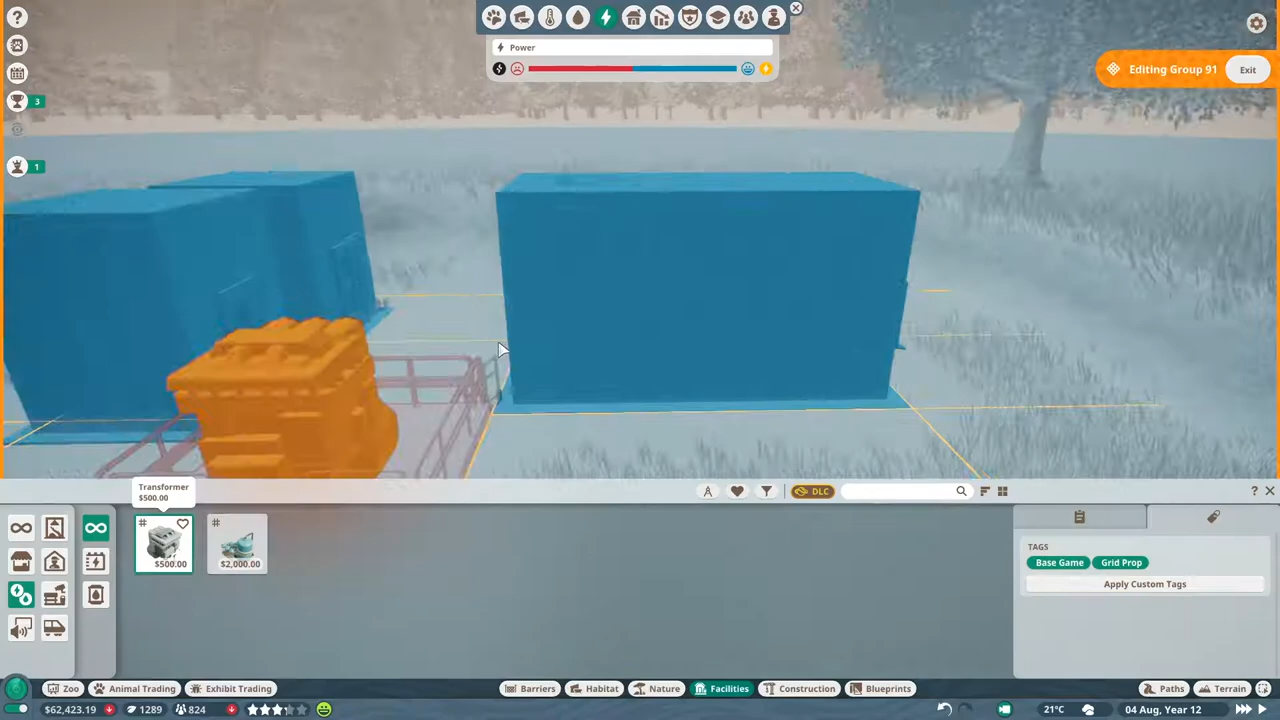 ?
Power
Editing Group 91
Exit
3
1
Transformer
$500.00
DLC
? 
#
$500.00
#
$2,000.00
TAGS
Base Game
Grid Prop
Apply Custom Tags
Zoo
Animal Trading
Exhibit Trading
Barriers
Habitat
Nature
Facilities
Construction
Blueprints
Paths
Terrain
$62,423.19
1289
824
21°C
04 Aug, Year 12